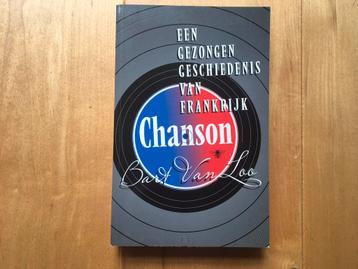 EEN
GEZONGEN
GESCHIEDENIS
VAN
FRANKRIJK
Chanson
Bart Van Loo